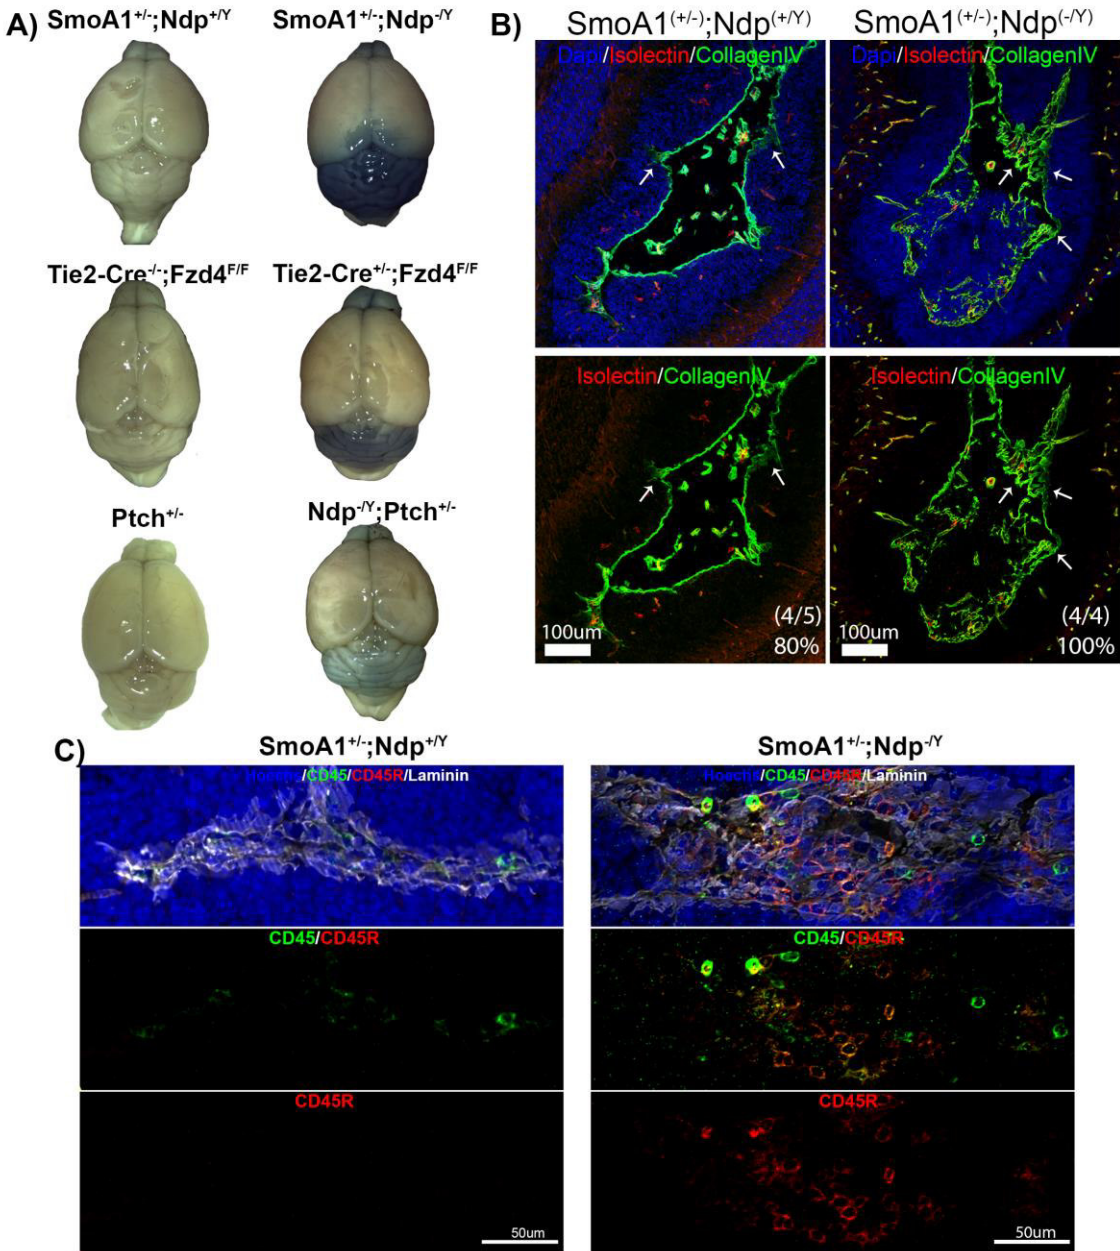 A)
SmoA1+/-;Ndp+/Y
SmoA1+/-;Ndp-/Y
Tie2-Cre-/-;Fzd4F/F
Tie2-Cre+/-;Fzd4F/F
Ptch+/-
Ndp-/Y;Ptch+/-
B)
SmoA1(+/-);Ndp(+/Y)
SmoA1(+/-);Ndp(-/Y)
Dapi/Isolectin/CollagenIV
Dapi/Isolectin/CollagenIV
Isolectin/CollagenIV
Isolectin/CollagenIV
100um
(4/5)
80%
100um
(4/4)
100%
C)
SmoA1+/-;Ndp+/Y
SmoA1+/-;Ndp-/Y
Hoechs/CD45/CD45R/Laminin
Hoechs/CD45/CD45R/Laminin
CD45/CD45R
CD45/CD45R
CD45R
CD45R
50um
50um